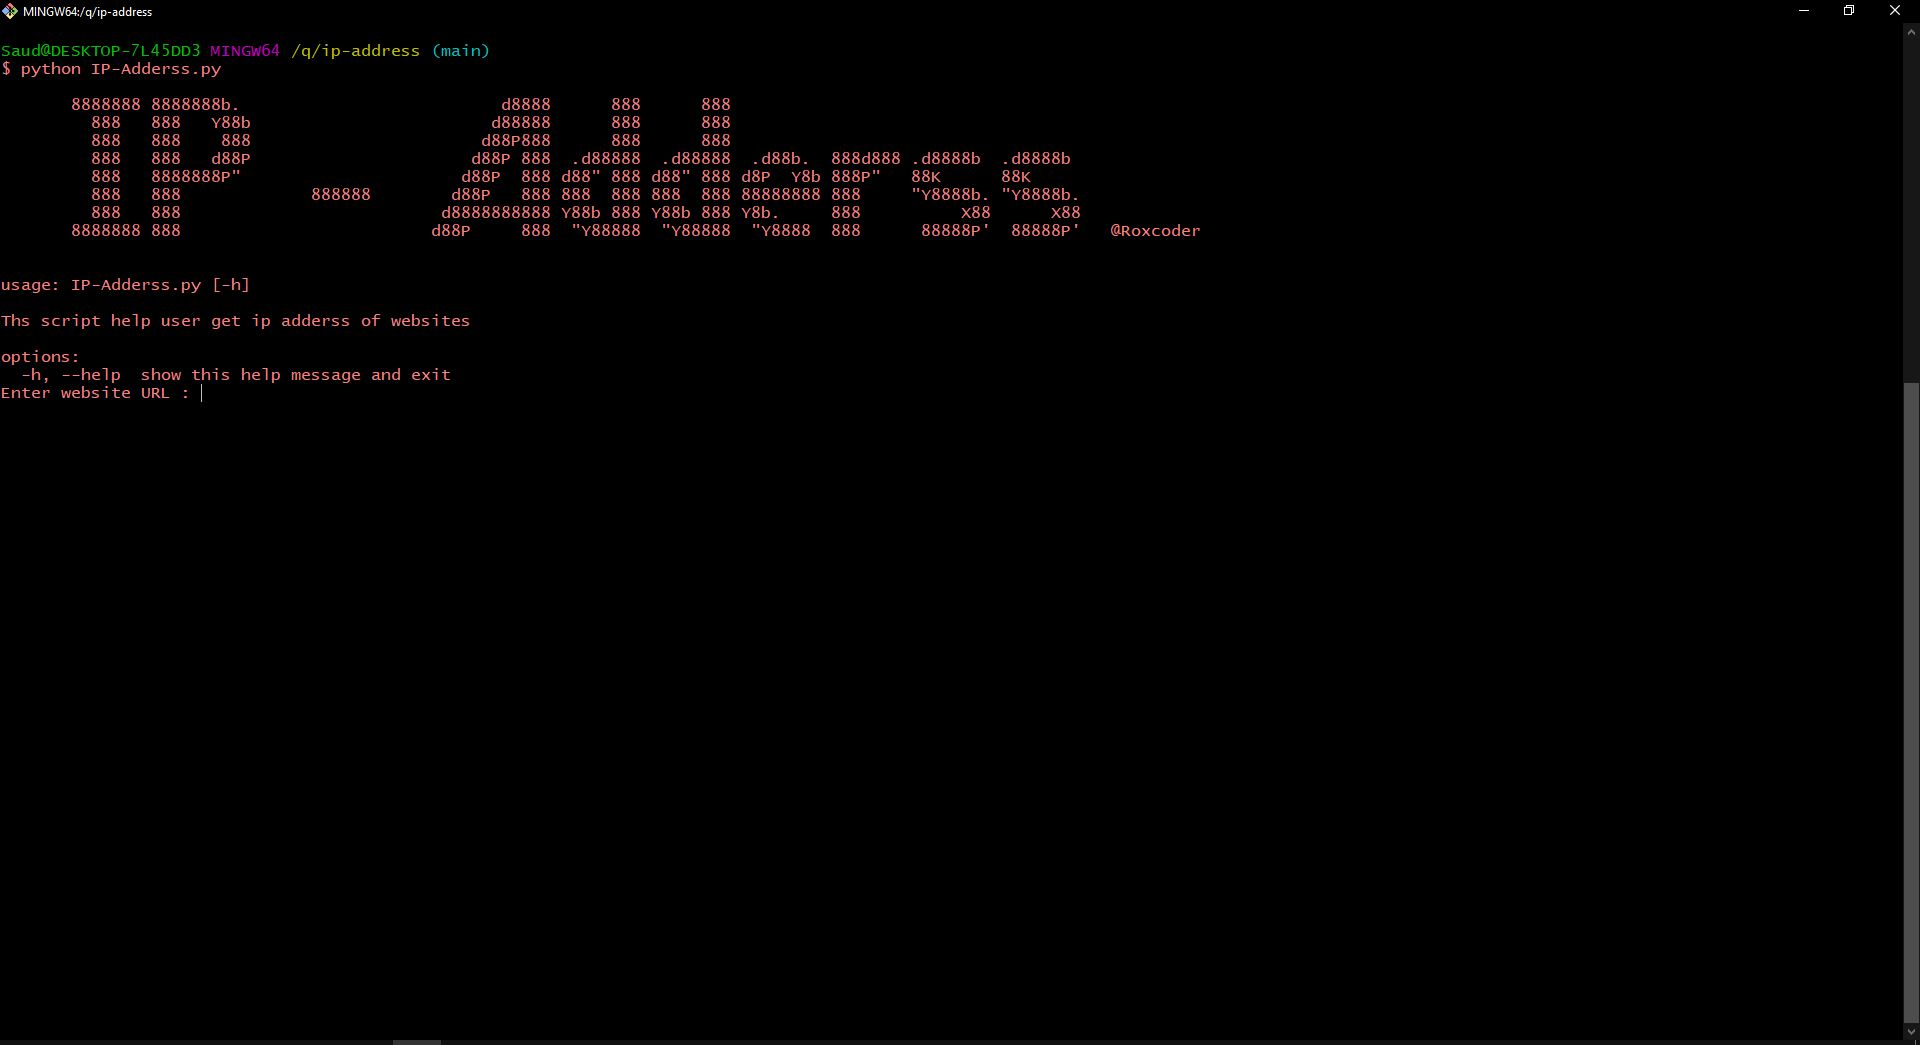 MINGW64:/q/ip-address
Saud@DESKTOP-7L45DD3 MINGW64 /q/ip-address (main)
$ python IP-Adderss.py
       8888888 8888888b.                          d8888      888      888
         888   888   Y88b                        d88888      888      888
         888   888    888                       d88P888      888      888
         888   888   d88P                      d88P 888  .d88888  .d88888  .d88b.  888d888 .d8888b  .d8888b
         888   8888888P"                      d88P  888 d88" 888 d88" 888 d8P  Y8b 888P"   88K      88K
         888   888             888888        d88P   888 888  888 888  888 88888888 888     "Y8888b. "Y8888b.
         888   888                          d8888888888 Y88b 888 Y88b 888 Y8b.     888          X88      X88
       8888888 888                         d88P     888  "Y88888  "Y88888  "Y8888  888      88888P'  88888P'   @Roxcoder
usage: IP-Adderss.py [-h]
Ths script help user get ip adderss of websites
options:
  -h, --help  show this help message and exit
Enter website URL :